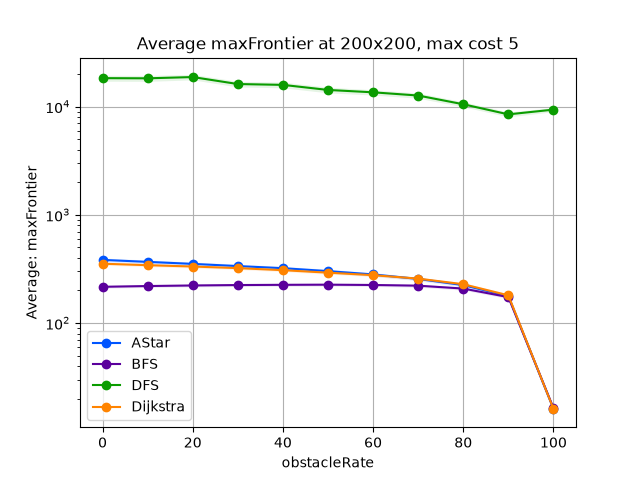 Average maxFrontier at 200x200, max cost 5
Average: maxFrontier
10^4
10^3
10^2
AStar
BFS
DFS
Dijkstra
0 20 40 60 80 100
obstacleRate